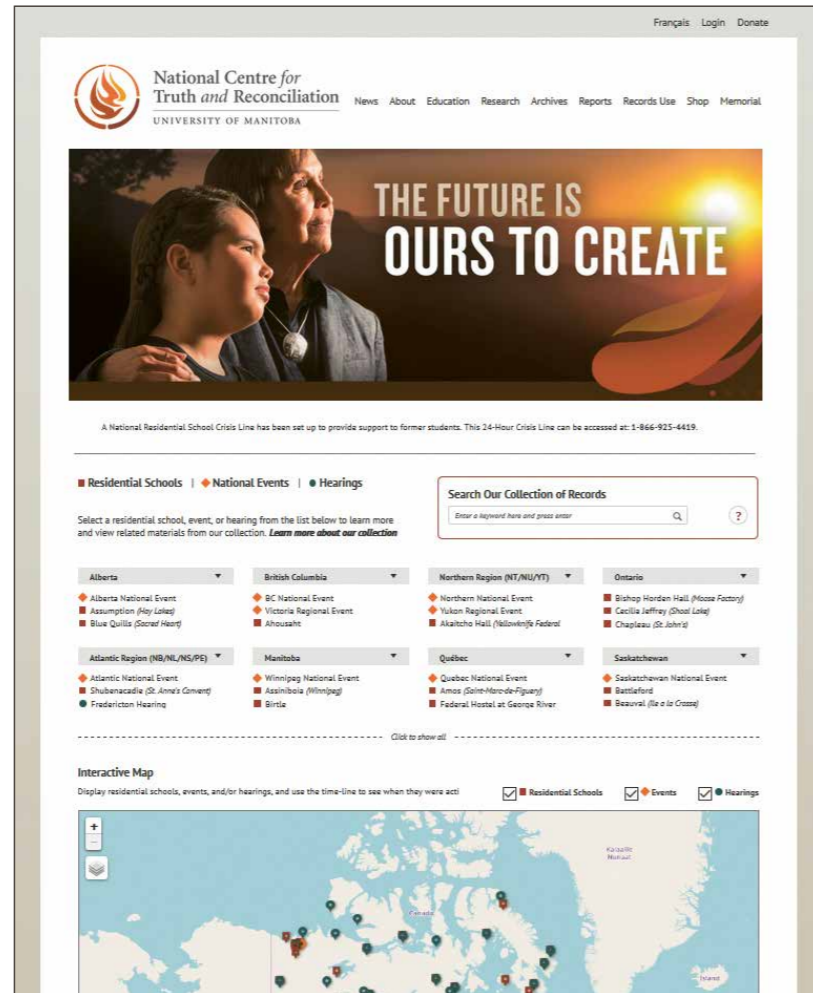 Français Login Donate
National Centre for
Truth and Reconciliation
UNIVERSITY OF MANITOBA
News About Education Research Archives Reports Records Use Shop Memorial
THE FUTURE IS
OURS TO CREATE
A National Residential School Crisis Line has been set up to provide support to former students. This 24-Hour Crisis Line can be accessed at: 1-866-925-4419.
Residential Schools | National Events | Hearings
Select a residential school, event, or hearing from the list below to learn more
and view related materials from our collection. Learn more about our collection
Search Our Collection of Records
Enter a keyword here and press enter
?
Alberta
Alberta National Event
Assumption (Hay Lakes)
Blue Quills (Sacred Heart)
British Columbia
BC National Event
Victoria Regional Event
Ahousaht
Northern Region (NT/NU/YT)
Northern National Event
Yukon Regional Event
Akaitcho Hall (Yellowknife Federal
Ontario
Bishop Horden Hall (Moose Factory)
Cecilia Jeffrey (Shoal Lake)
Chapleau (St. John's)
Atlantic Region (NB/NL/NS/PE)
Atlantic National Event
Shubenacadie (St. Anne's Convent)
Fredericton Hearing
Manitoba
Winnipeg National Event
Assiniboia (Winnipeg)
Birtle
Québec
Quebec National Event
Amos (Saint-Marc-de-Figuery)
Federal Hostel at George River
Saskatchewan
Saskatchewan National Event
Battleford
Beauval (Ile a la Crosse)
Click to show all
Interactive Map
Display residential schools, events, and/or hearings, and use the time-line to see when they were acti
Residential Schools Events Hearings
+
−
Kalaallit
Nunaat
Canada
Ísland